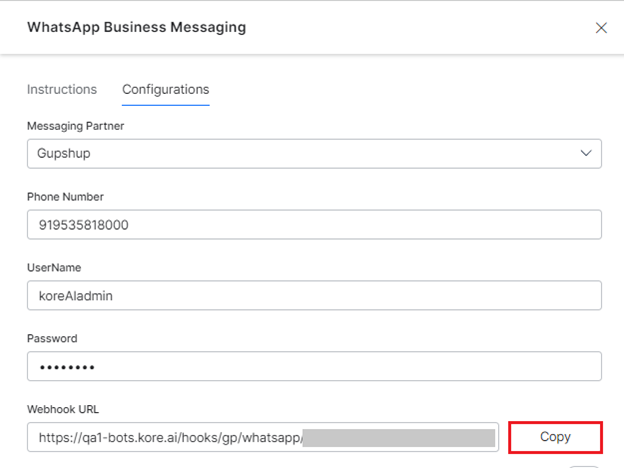 WhatsApp Business Messaging
Instructions Configurations
Messaging Partner
Gupshup
Phone Number
919535818000
UserName
koreAIadmin
Password
••••••••
Webhook URL
https://qa1-bots.kore.ai/hooks/gp/whatsapp/ Copy